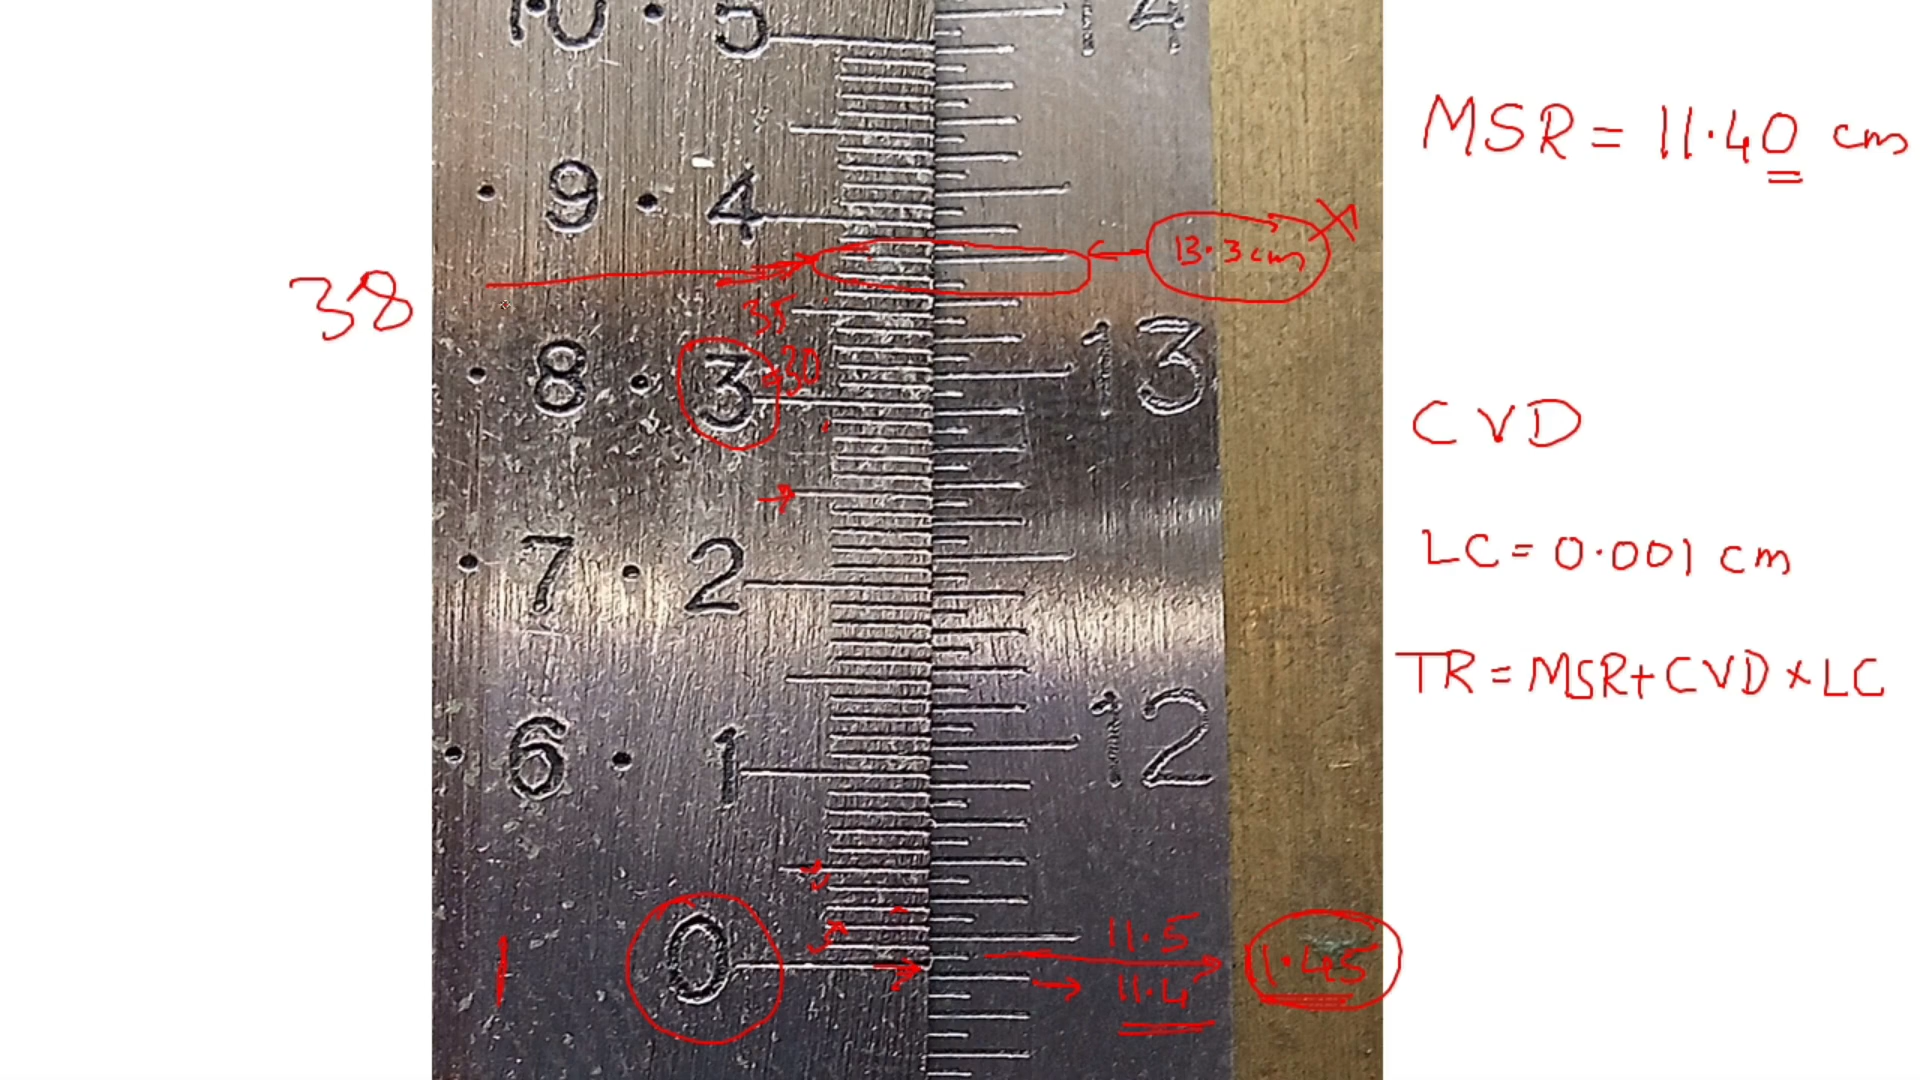 10 · 5
14
MSR = 11.40 cm
· 9 · 4
13.3 cm
38
35
· 8 · 3
30
13
CVD
LC = 0.001 cm
· 7 · 2
TR = MSR + CVD × LC
· 6 · 1
12
0
11.5
11.4
11.45